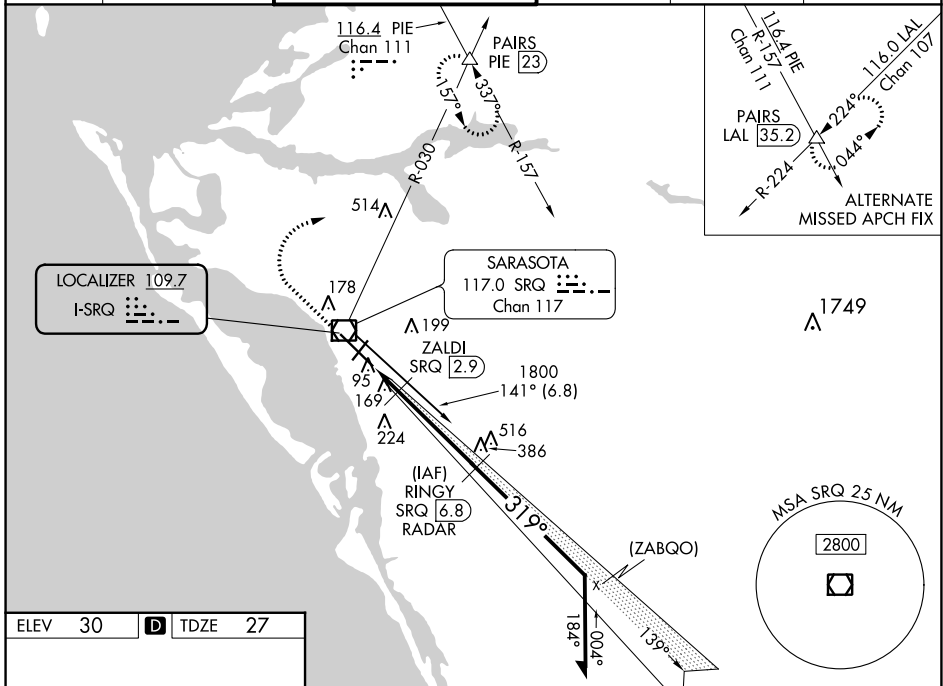 116.4 PIE
Chan 111
PAIRS
PIE 23
157°
337°
R-157
R-030
116.4 PIE
R-157
Chan 111
116.0 LAL
Chan 107
PAIRS
LAL 35.2
224°
044°
R-224
ALTERNATE
MISSED APCH FIX
514
LOCALIZER 109.7
I-SRQ
178
SARASOTA
117.0 SRQ
Chan 117
199
1749
ZALDI
SRQ 2.9
95
169
224
1800
141° (6.8)
516
386
(IAF)
RINGY
SRQ 6.8
RADAR
319°
(ZABQO)
x
184°
004°
139°
MSA SRQ 25 NM
2800
ELEV 30 D TDZE 27